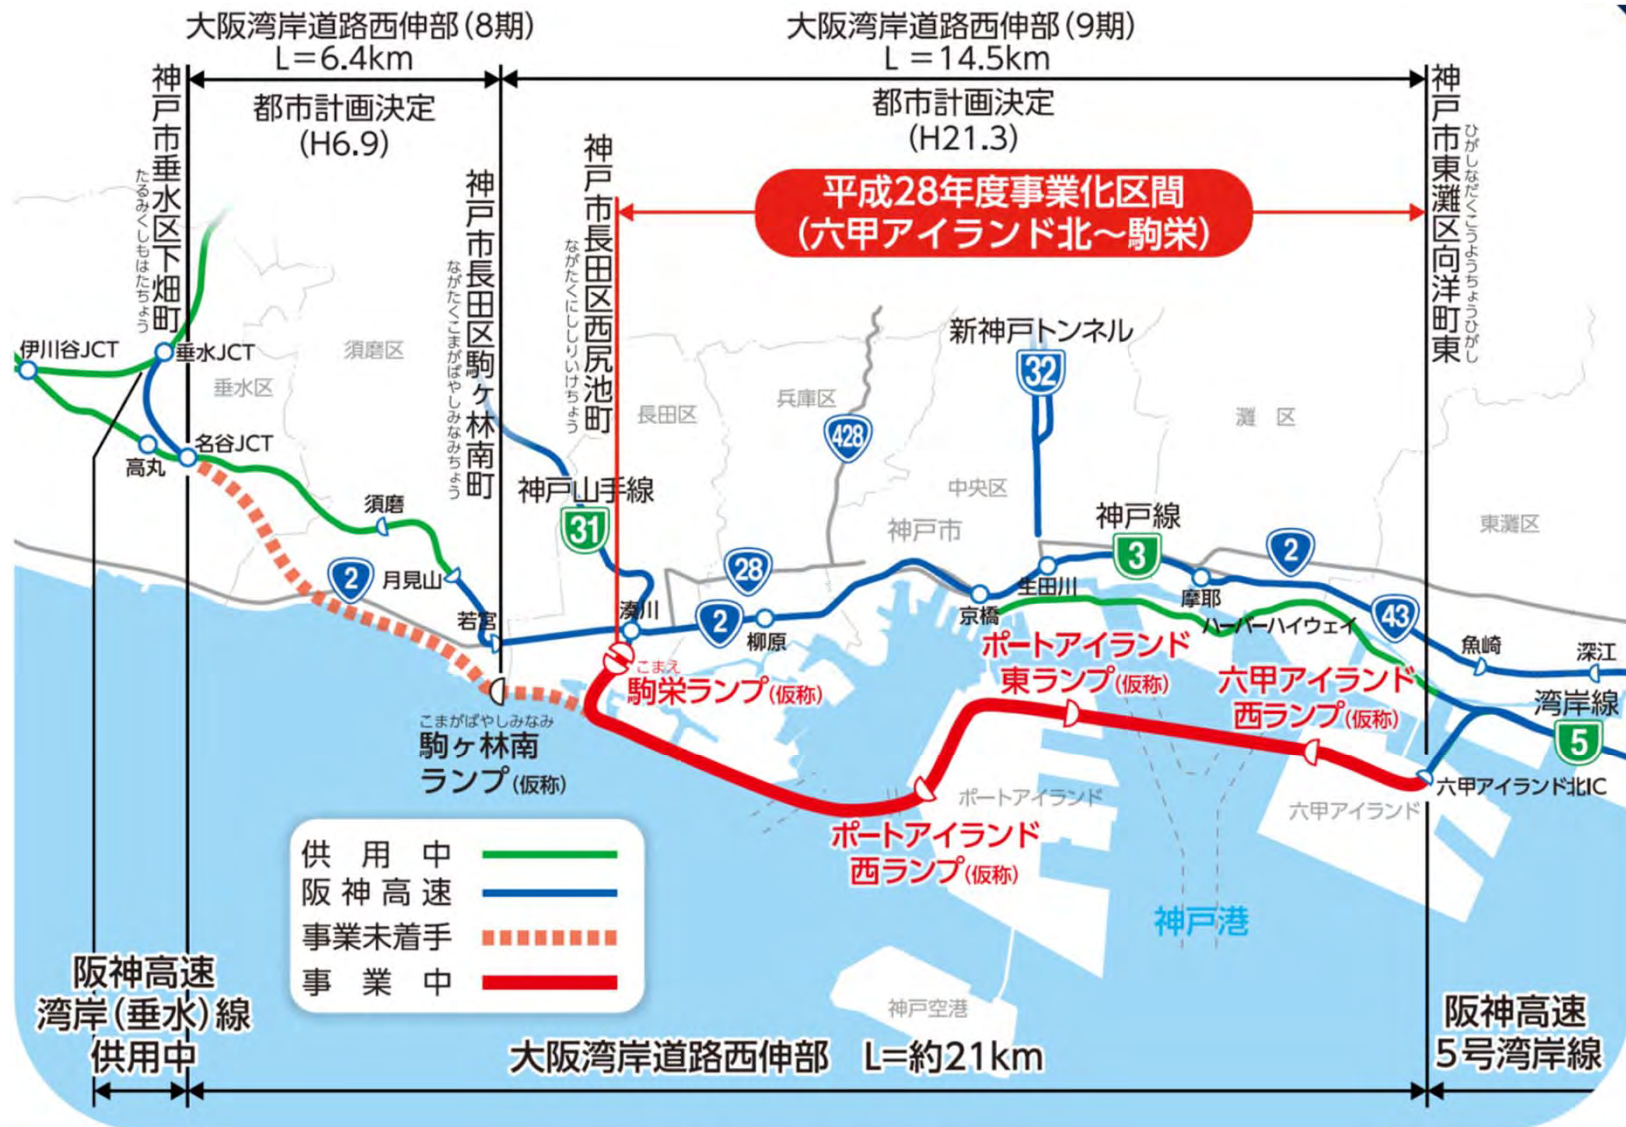 大阪湾岸道路西伸部(8期)
L=6.4km
都市計画決定
(H6.9)
大阪湾岸道路西伸部(9期)
L=14.5km
都市計画決定
(H21.3)
神戸市垂水区下畑町
たるみくしもはたちょう
神戸市長田区駒ヶ林南町
ながたくこまがばやしみなみちょう
神戸市長田区西尻池町
ながたくにししりいけちょう
神戸市東灘区向洋町東
ひがしなだくこうようちょうひがし
平成28年度事業化区間
(六甲アイランド北～駒栄)
伊川谷JCT
垂水JCT
須磨区
垂水区
名谷JCT
高丸
須磨
月見山
若宮
2
神戸山手線
31
長田区
兵庫区
428
新神戸トンネル
32
灘 区
中央区
神戸市
神戸線
3
東灘区
2
28
湊川
2
柳原
京橋
生田川
摩耶
ハーバーハイウェイ
43
魚崎
深江
湾岸線
5
こまえ
駒栄ランプ(仮称)
こまがばやしみなみ
駒ヶ林南
ランプ(仮称)
ポートアイランド
東ランプ(仮称)
六甲アイランド
西ランプ(仮称)
六甲アイランド北IC
ポートアイランド
六甲アイランド
ポートアイランド
西ランプ(仮称)
神戸港
神戸空港
供用中
阪神高速
事業未着手
事業中
阪神高速
湾岸(垂水)線
供用中
大阪湾岸道路西伸部 L=約21km
阪神高速
5号湾岸線